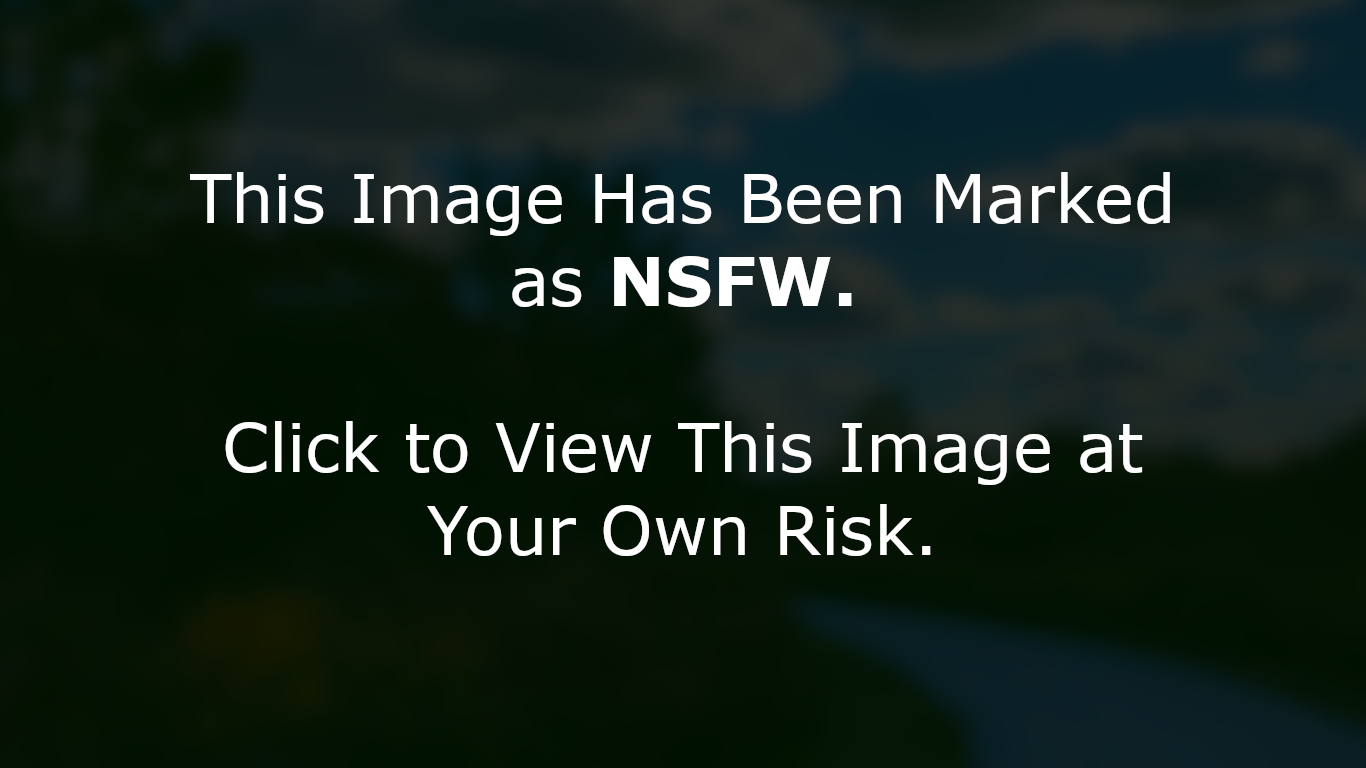 This Image Has Been Marked
as NSFW.
Click to View This Image at
Your Own Risk.